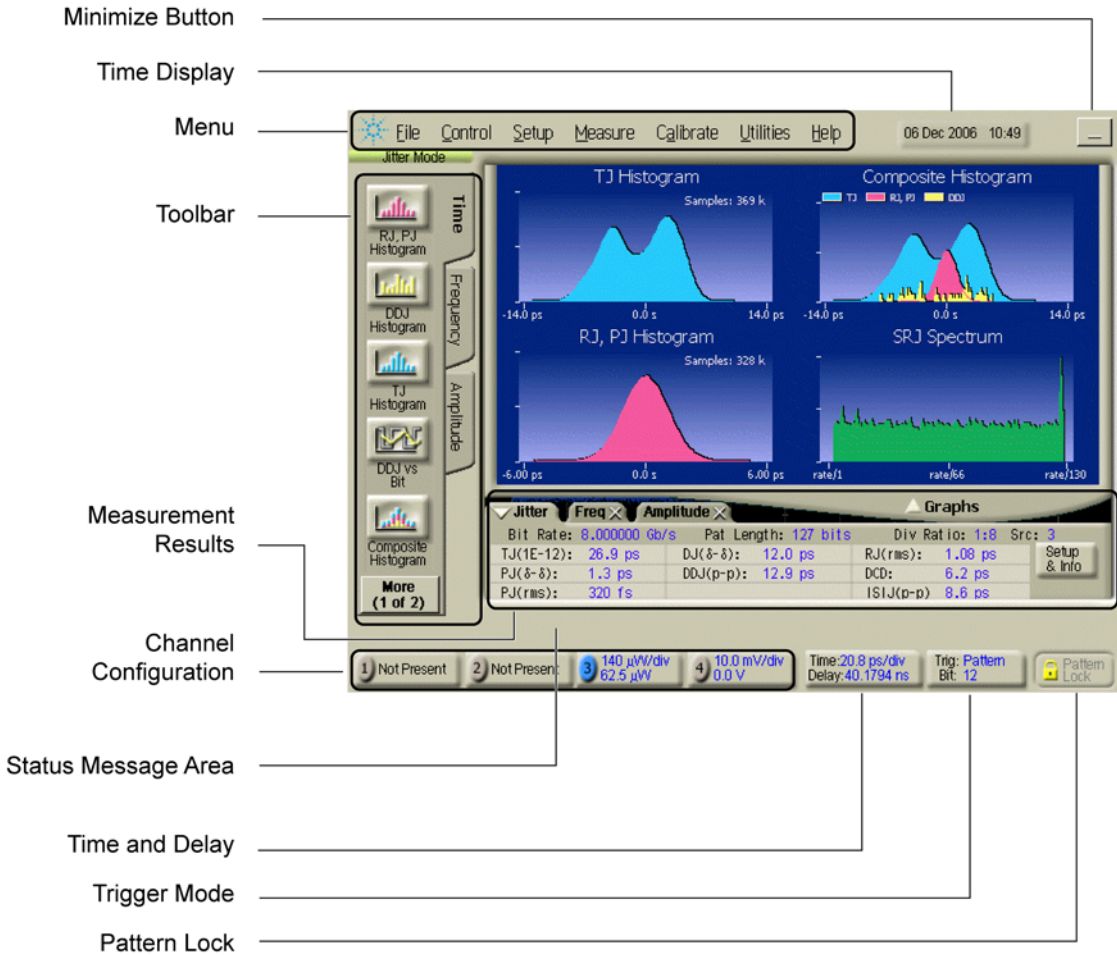 Minimize Button
Time Display
Menu
Toolbar
Measurement
Results
Channel
Configuration
Status Message Area
Time and Delay
Trigger Mode
Pattern Lock
File Control Setup Measure Calibrate Utilities Help
06 Dec 2006 10:49
Jitter Mode
RJ, PJ
Histogram
DDJ
Histogram
TJ
Histogram
DDJ vs
Bit
Composite
Histogram
More
(1 of 2)
Time
Frequency
Amplitude
TJ Histogram
Samples: 369 k
-14.0 ps 0.0 s 14.0 ps
Composite Histogram
TJ RJ, PJ DDJ
-14.0 ps 0.0 s 14.0 ps
RJ, PJ Histogram
Samples: 328 k
-6.00 ps 0.0 s 6.00 ps
SRJ Spectrum
rate/1 rate/66 rate/130
Jitter Freq Amplitude Graphs
Bit Rate: 8.000000 Gb/s Pat Length: 127 bits Div Ratio: 1:8 Src: 3
TJ(1E-12): 26.9 ps DJ(δ-δ): 12.0 ps RJ(rms): 1.08 ps
PJ(δ-δ): 1.3 ps DDJ(p-p): 12.9 ps DCD: 6.2 ps
PJ(rms): 320 fs ISIJ(p-p) 8.6 ps
Setup
& Info
1 Not Present
2 Not Present
3 140 µW/div
62.5 µW
4 10.0 mV/div
0.0 V
Time:20.8 ps/div
Delay:40.1794 ns
Trig: Pattern
Bit: 12
Pattern
Lock